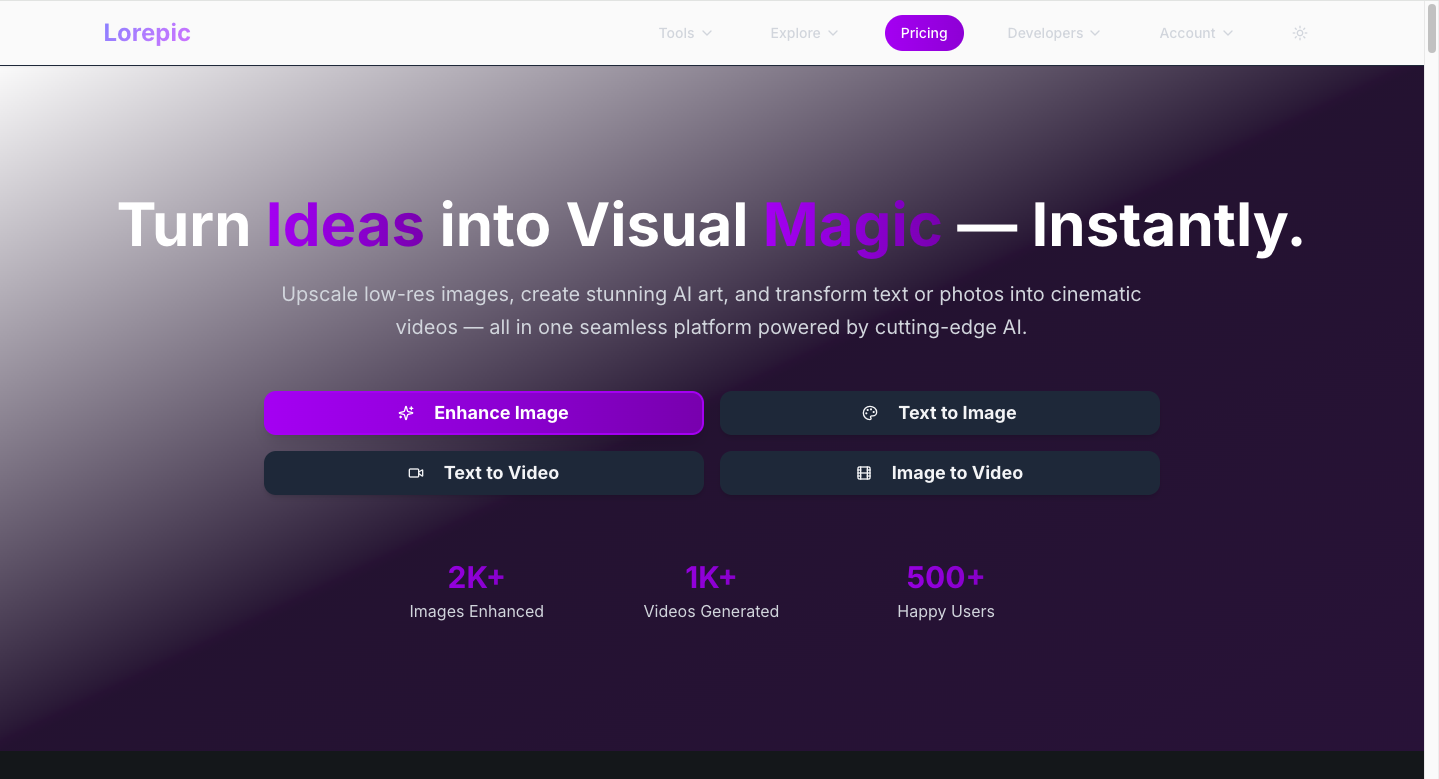 Lorepic
Tools
Explore
Pricing
Developers
Account
Turn Ideas into Visual Magic — Instantly.
Upscale low-res images, create stunning AI art, and transform text or photos into cinematic
videos — all in one seamless platform powered by cutting-edge AI.
Enhance Image
Text to Image
Text to Video
Image to Video
2K+
1K+
500+
Images Enhanced
Videos Generated
Happy Users